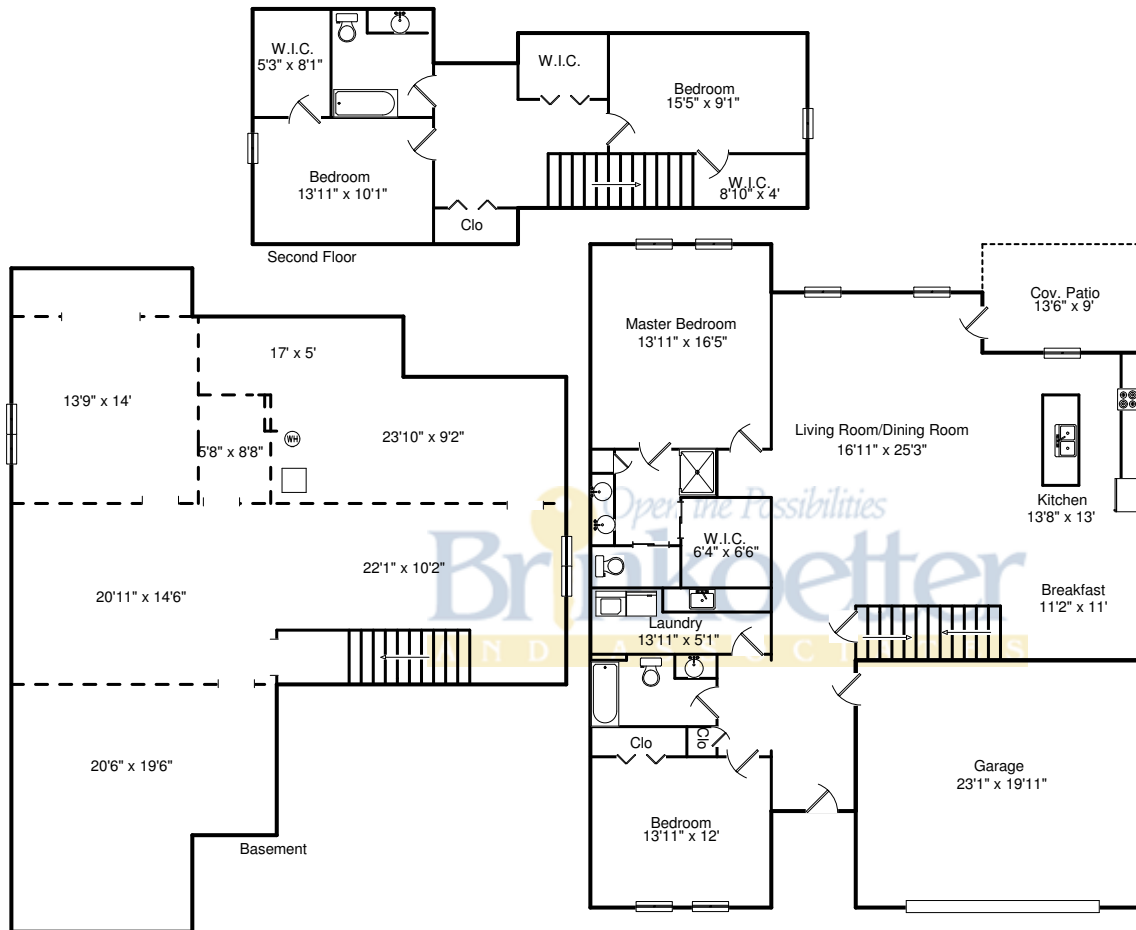 W.I.C.
5'3" x 8'1"
W.I.C.
Bedroom
15'5" x 9'1"
Bedroom
13'11" x 10'1"
W.I.C.
8'10" x 4'
Clo
Second Floor
Master Bedroom
13'11" x 16'5"
Cov. Patio
13'6" x 9'
17' x 5'
13'9" x 14'
23'10" x 9'2"
5'8" x 8'8"
WH
Living Room/Dining Room
16'11" x 25'3"
Kitchen
13'8" x 13'
Open the Possibilities
Brinkoetter
AND ASSOCIATES
W.I.C.
6'4" x 6'6"
22'1" x 10'2"
20'11" x 14'6"
Breakfast
11'2" x 11'
Laundry
13'11" x 5'1"
Clo
Clo
20'6" x 19'6"
Garage
23'1" x 19'11"
Bedroom
13'11" x 12'
Basement